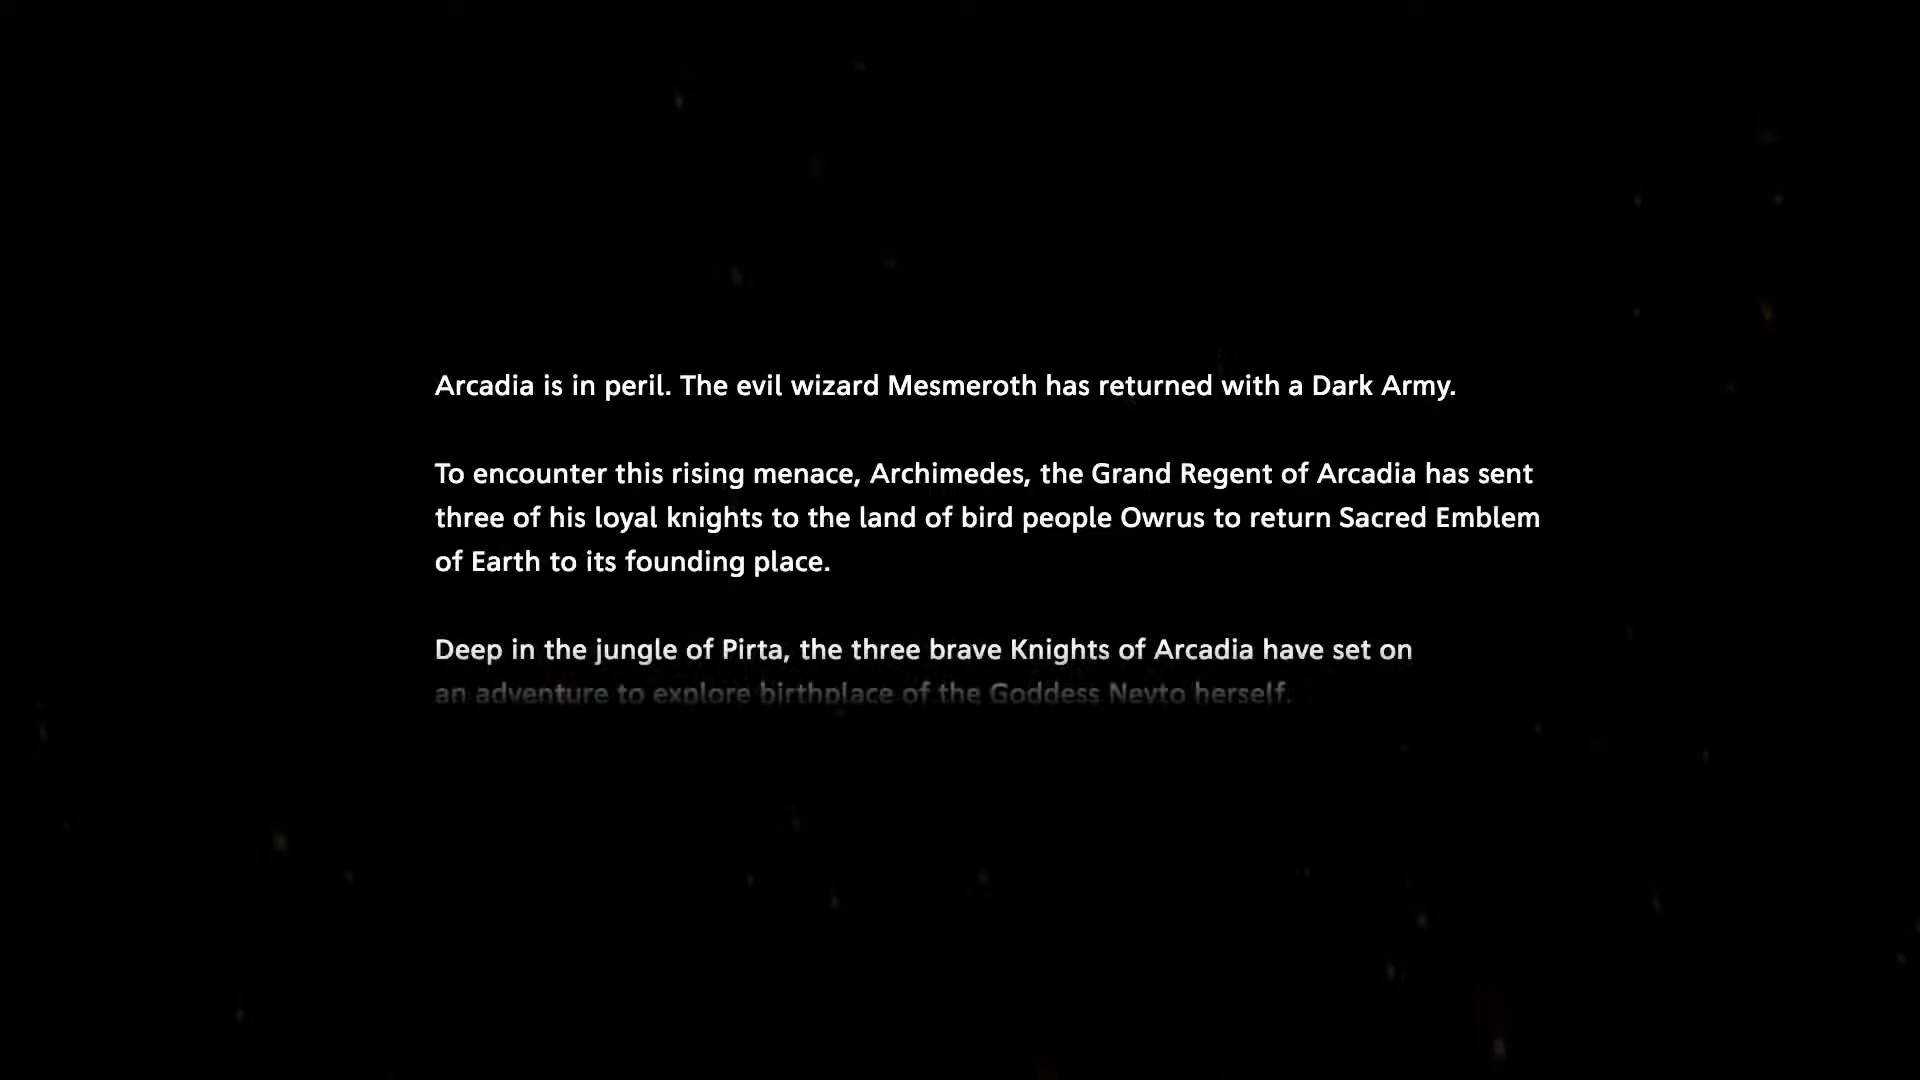 Arcadia is in peril. The evil wizard Mesmeroth has returned with a Dark Army.
To encounter this rising menace, Archimedes, the Grand Regent of Arcadia has sent
three of his loyal knights to the land of bird people Owrus to return Sacred Emblem
of Earth to its founding place.
Deep in the jungle of Pirta, the three brave Knights of Arcadia have set on
an adventure to explore birthplace of the Goddess Nevto herself.